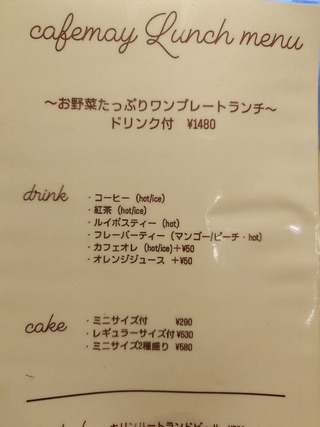 cafemay Lunch menu
～お野菜たっぷりワンプレートランチ～
ドリンク付 ¥1480
drink
・コーヒー (hot/ice)
・紅茶 (hot/ice)
・ルイボスティー (hot)
・フレーバーティー (マンゴー/ピーチ・hot)
・カフェオレ (hot/ice)＋¥50
・オレンジジュース ＋¥50
cake
・ミニサイズ付 ¥290
・レギュラーサイズ付 ¥530
・ミニサイズ2種盛り ¥580